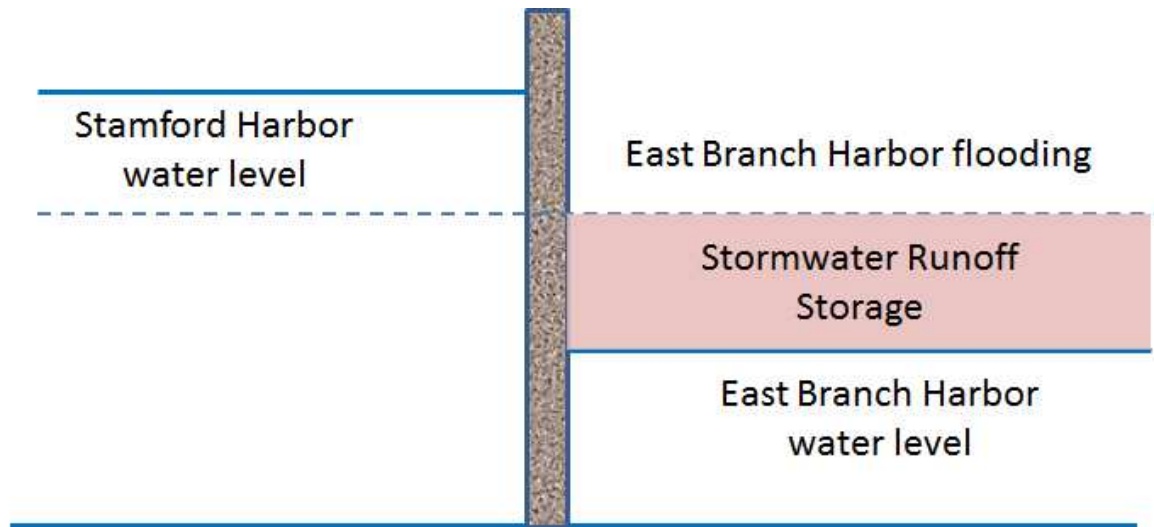 Stamford Harbor
water level
East Branch Harbor flooding
Stormwater Runoff
Storage
East Branch Harbor
water level